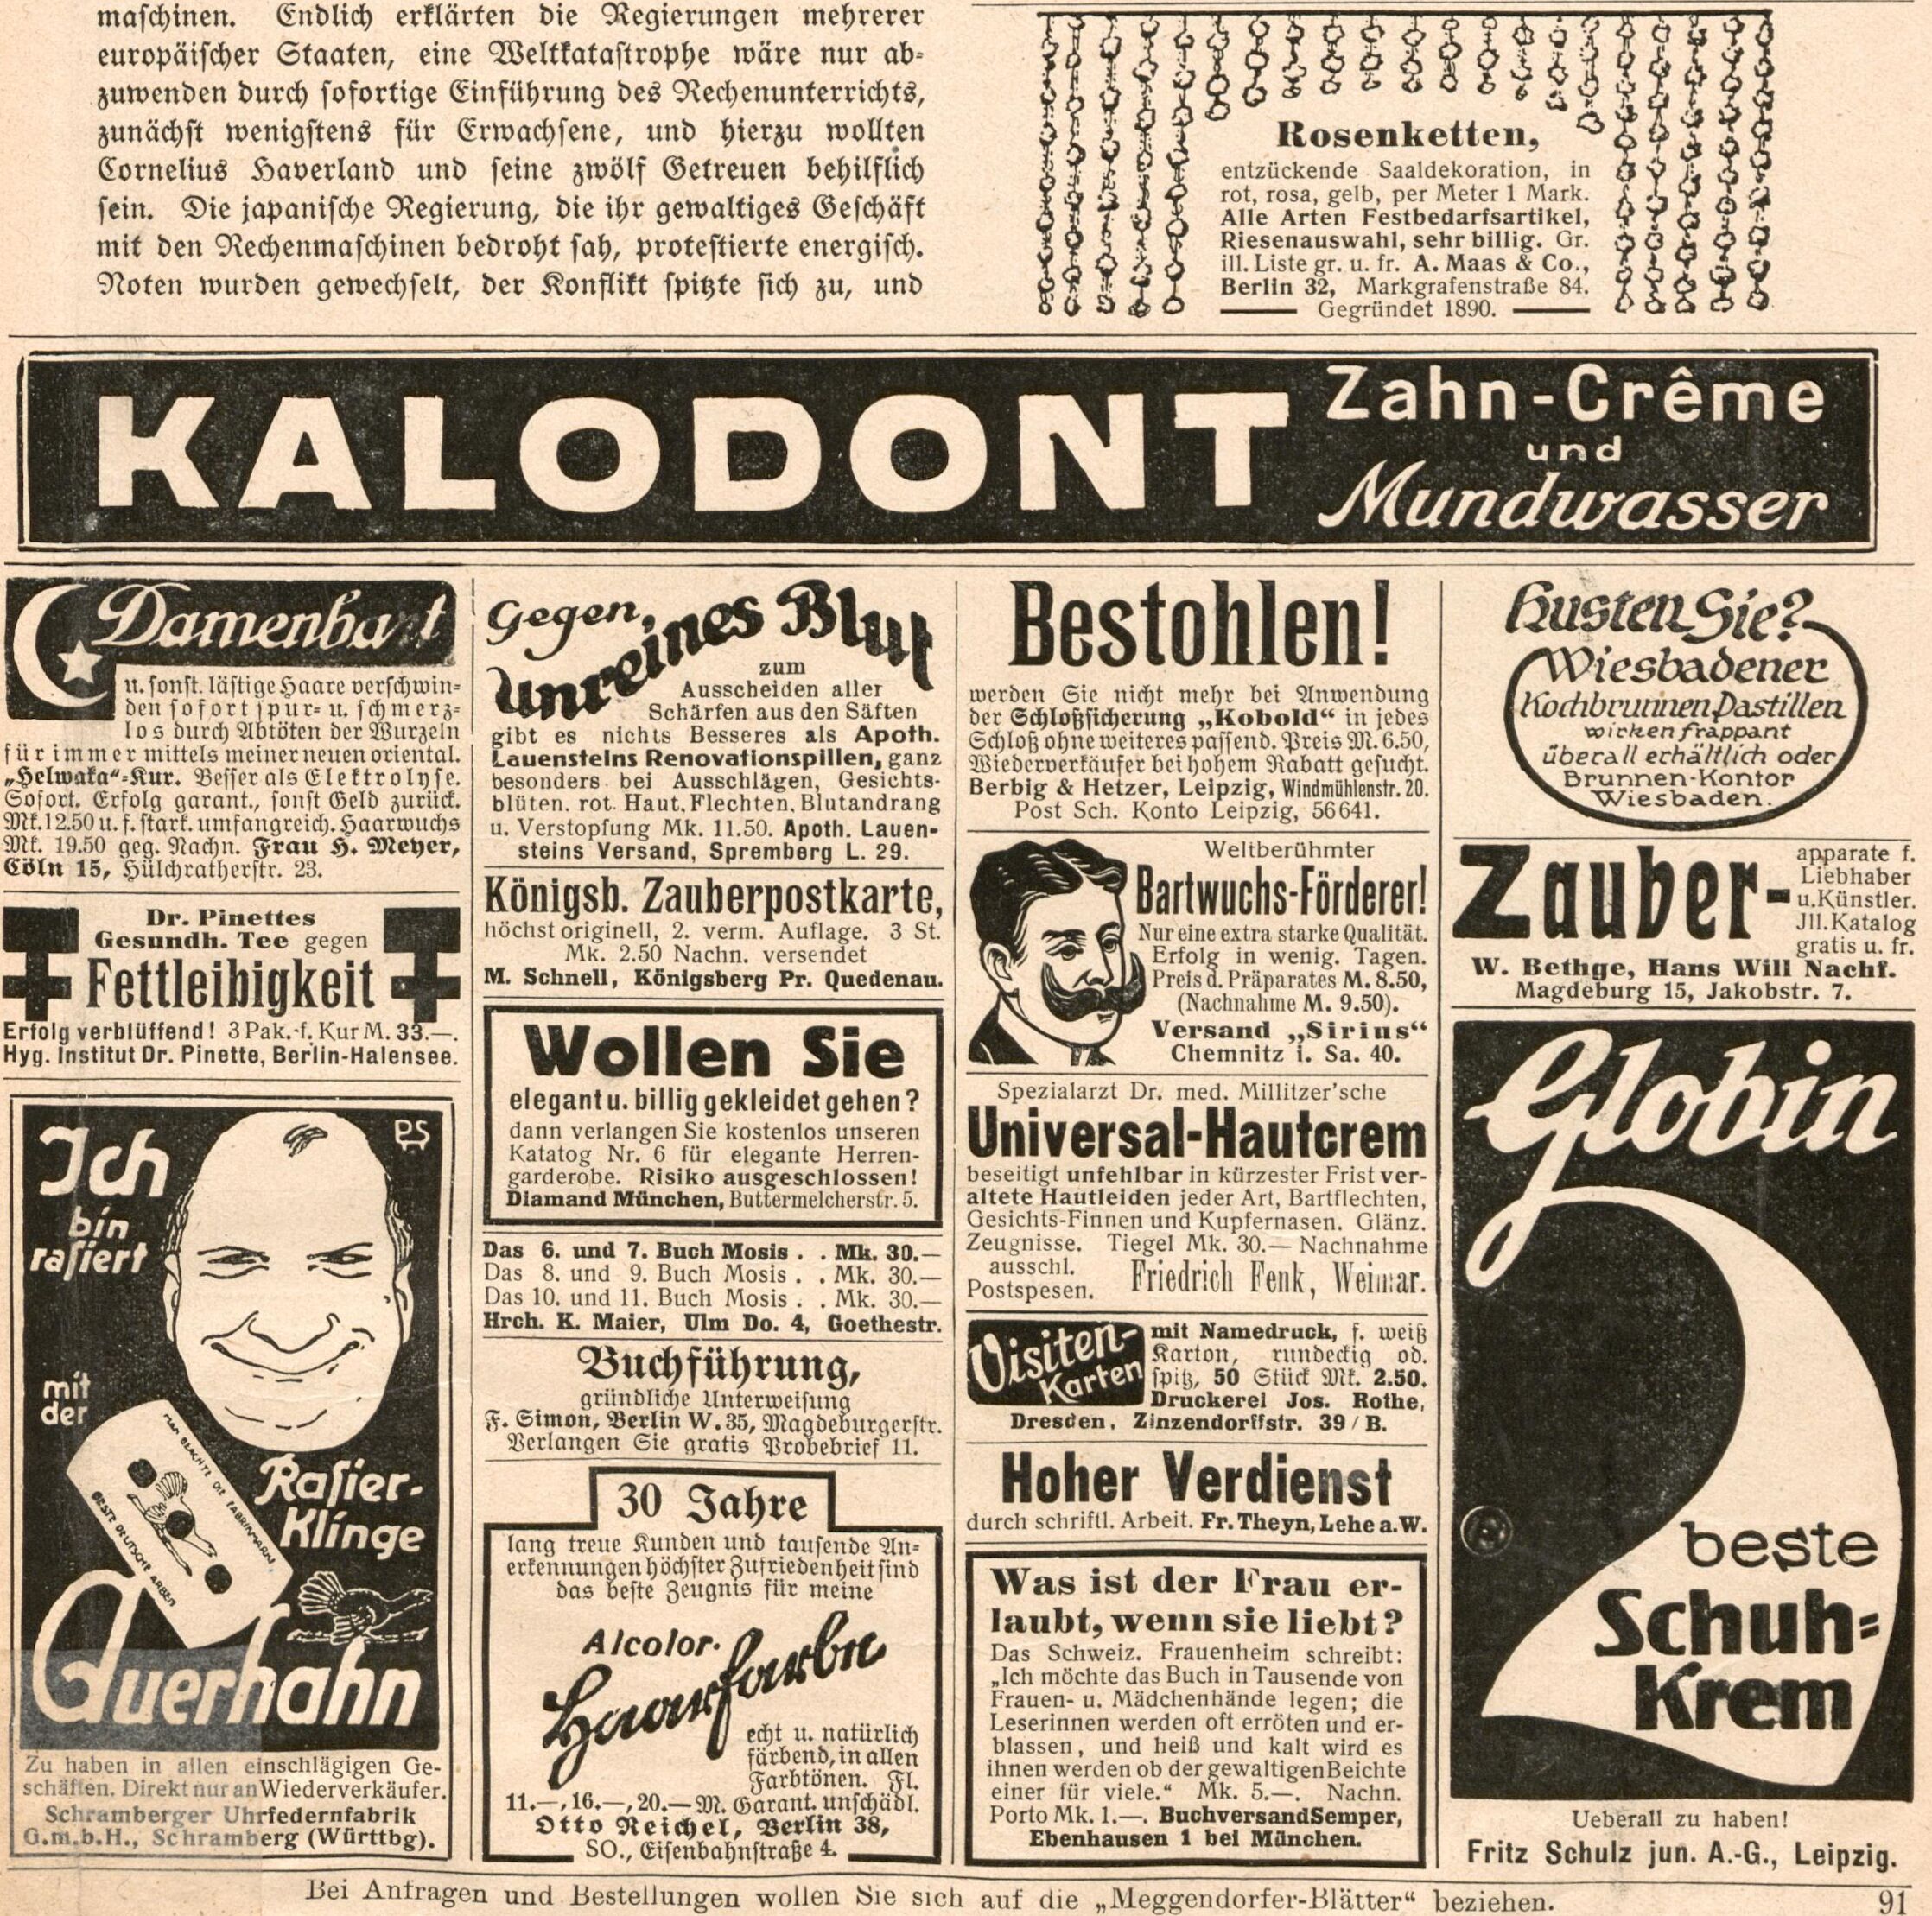 maschinen. Endlich erklärten die Regierungen mehrerer
europäischer Staaten, eine Weltkatastrophe wäre nur ab-
zuwenden durch sofortige Einführung des Rechenunterrichts,
zunächst wenigstens für Erwachsene, und hierzu wollten
Cornelius Haverland und seine zwölf Getreuen behilflich
sein. Die japanische Regierung, die ihr gewaltiges Geschäft
mit den Rechenmaschinen bedroht sah, protestierte energisch.
Noten wurden gewechselt, der Konflikt spitzte sich zu, und
Rosenketten,
entzückende Saaldekoration, in
rot, rosa, gelb, per Meter 1 Mark.
Alle Arten Festbedarfsartikel,
Riesenauswahl, sehr billig. Gr.
ill. Liste gr. u. fr. A. Maas & Co.,
Berlin 32, Markgrafenstraße 84.
Gegründet 1890.
KALODONT
Zahn-Crême
und
Mundwasser
Damenbart
u. sonst. lästige Haare verschwin-
den sofort spur- u. schmerz-
los durch Abtöten der Wurzeln
für immer mittels meiner neuen oriental.
„Helwaka"-Kur. Besser als Elektrolyse.
Sofort. Erfolg garant., sonst Geld zurück.
Mk. 12.50 u. f. stark. umfangreich. Haarwuchs
Mk. 19.50 geg. Nachn. Frau H. Meyer,
Cöln 15, Hülchratherstr. 23.
Dr. Pinettes
Gesundh. Tee gegen
Fettleibigkeit
Erfolg verblüffend! 3 Pak. f. Kur M. 33.—.
Hyg. Institut Dr. Pinette, Berlin-Halensee.
Ich
bin
rasiert
PS
mit
der
MAN BEACHTE DIE FABRIKMARKE
BESTE DEUTSCHE ARBEIT
Rasier-
Klinge
Auerhahn
Zu haben in allen einschlägigen Ge-
schäften. Direkt nur an Wiederverkäufer.
Schramberger Uhrfedernfabrik
G.m.b.H., Schramberg (Württbg).
Gegen
Unreines Blut
zum
Ausscheiden aller
Schärfen aus den Säften
gibt es nichts Besseres als Apoth.
Lauensteins Renovationspillen, ganz
besonders bei Ausschlägen, Gesichts-
blüten, rot. Haut, Flechten, Blutandrang
u. Verstopfung Mk. 11.50. Apoth. Lauen-
steins Versand, Spremberg L. 29.
Königsb. Zauberpostkarte,
höchst originell, 2. verm. Auflage. 3 St.
Mk. 2.50 Nachn. versendet
M. Schnell, Königsberg Pr. Quedenau.
Wollen Sie
elegant u. billig gekleidet gehen?
dann verlangen Sie kostenlos unseren
Katatog Nr. 6 für elegante Herren-
garderobe. Risiko ausgeschlossen!
Diamand München, Buttermelcherstr. 5.
Das 6. und 7. Buch Mosis . . Mk. 30.—
Das 8. und 9. Buch Mosis . . Mk. 30.—
Das 10. und 11. Buch Mosis . . Mk. 30.—
Hrch. K. Maier, Ulm Do. 4, Goethestr.
Buchführung,
gründliche Unterweisung
F. Simon, Berlin W. 35, Magdeburgerstr.
Verlangen Sie gratis Probebrief 11.
30 Jahre
lang treue Kunden und tausende An-
erkennungen höchster Zufriedenheit sind
das beste Zeugnis für meine
Alcolor-
Haarfarbe
echt u. natürlich
färbend, in allen
Farbtönen. Fl.
11.—, 16.—, 20.— M. Garant. unschädl.
Otto Reichel, Berlin 38,
SO., Eisenbahnstraße 4.
Bestohlen!
werden Sie nicht mehr bei Anwendung
der Schloßsicherung „Kobold" in jedes
Schloß ohne weiteres passend. Preis M. 6.50,
Wiederverkäufer bei hohem Rabatt gesucht.
Berbig & Hetzer, Leipzig, Windmühlenstr. 20.
Post Sch. Konto Leipzig, 56641.
Weltberühmter
Bartwuchs-Förderer!
Nur eine extra starke Qualität.
Erfolg in wenig. Tagen.
Preis d. Präparates M. 8.50,
(Nachnahme M. 9.50).
Versand „Sirius"
Chemnitz i. Sa. 40.
Spezialarzt Dr. med. Millitzer'sche
Universal-Hautcrem
beseitigt unfehlbar in kürzester Frist ver-
altete Hautleiden jeder Art, Bartflechten,
Gesichts-Finnen und Kupfernasen. Glänz.
Zeugnisse. Tiegel Mk. 30.— Nachnahme
ausschl.
Postspesen. Friedrich Fenk, Weimar.
Visiten-
Karten
mit Namedruck, f. weiß
Karton, rundeckig od.
spitz, 50 Stück Mk. 2.50.
Druckerei Jos. Rothe,
Dresden, Zinzendorffstr. 39 / B.
Hoher Verdienst
durch schriftl. Arbeit. Fr. Theyn, Lehe a.W.
Was ist der Frau er-
laubt, wenn sie liebt?
Das Schweiz. Frauenheim schreibt:
„Ich möchte das Buch in Tausende von
Frauen- u. Mädchenhände legen; die
Leserinnen werden oft erröten und er-
blassen, und heiß und kalt wird es
ihnen werden ob der gewaltigen Beichte
einer für viele." Mk. 5.—. Nachn.
Porto Mk. 1.—. Buchversand Semper,
Ebenhausen 1 bei München.
Husten Sie?
Wiesbadener
Kochbrunnen Pastillen
wirken frappant
überall erhältlich oder
Brunnen-Kontor
Wiesbaden.
Zauber-
apparate f.
Liebhaber
u. Künstler.
Jll. Katalog
gratis u. fr.
W. Bethge, Hans Will Nachf.
Magdeburg 15, Jakobstr. 7.
Globin
beste
Schuh-
Krem
Ueberall zu haben!
Fritz Schulz jun. A.-G., Leipzig.
Bei Anfragen und Bestellungen wollen Sie sich auf die „Meggendorfer-Blätter" beziehen. 91